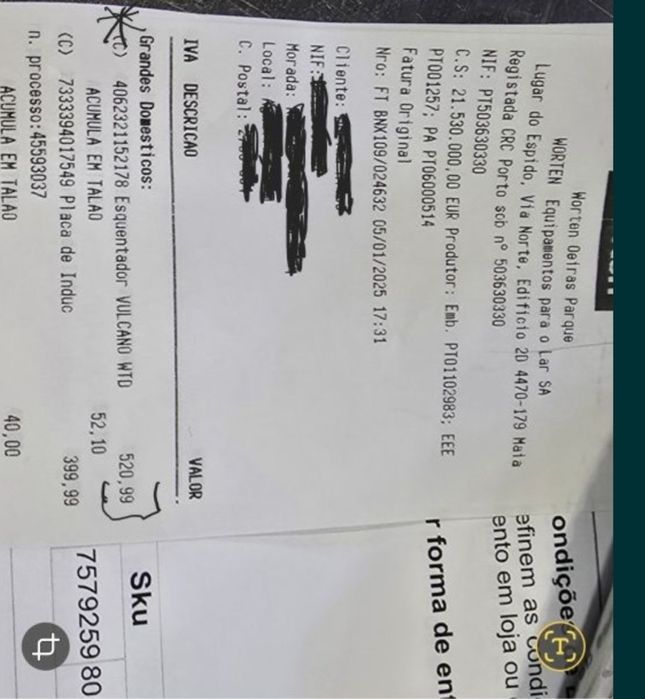 Worten Oeiras Parque
WORTEN Equipamentos para o Lar SA
Lugar do Espido, Via Norte, Edificio 2D 4470-179 Maia
Registada CRC Porto sob nº 503630330
NIF: PT503630330
C.S: 21.530.000,00 EUR Produtor: Emb. PT01102983; EEE
PT001257; PA PT06000514
Fatura Original
Nro: FT BNX109/024632 05/01/2025 17:31
Cliente:
NIF:
Morada:
Local:
C. Postal:
IVA DESCRICAO VALOR
Grandes Domesticos:
(C) 4062321152178 Esquentador VULCANO WTD 520,99
ACUMULA EM TALAO 52,10
(C) 7333394017549 Placa de Induc 399,99
n. processo:45593037
ACUMULA EM TALAO 40,00
ondições
efinem as condi
ento em loja ou
r forma de ent
Sku
7579259 80